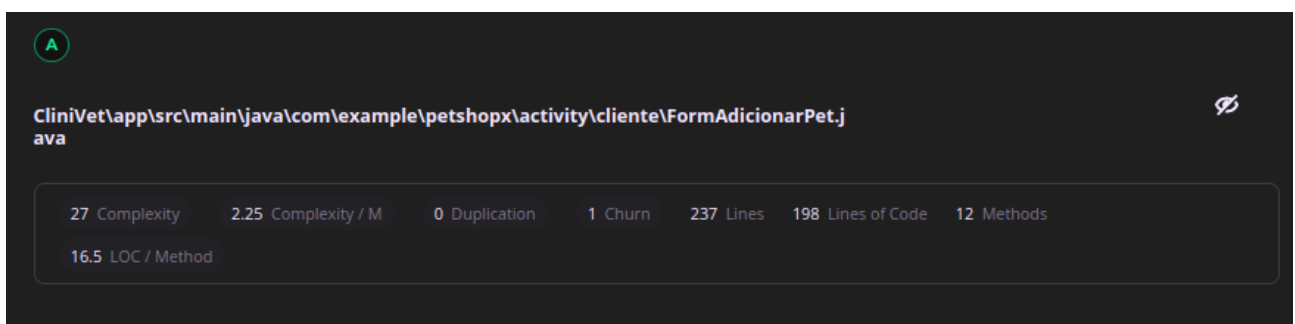 A
CliniVet\app\src\main\java\com\example\petshopx\activity\cliente\FormAdicionarPet.j
ava
27 Complexity 2.25 Complexity / M 0 Duplication 1 Churn 237 Lines 198 Lines of Code 12 Methods
16.5 LOC / Method